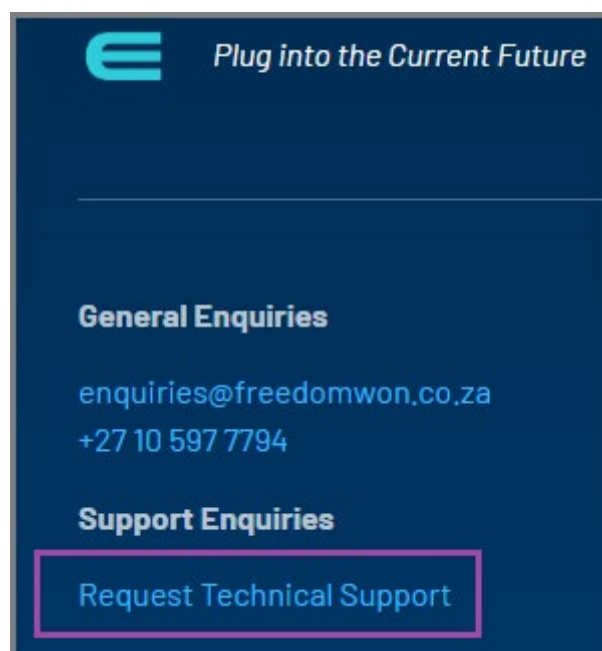 Plug into the Current Future
General Enquiries
enquiries@freedomwon.co.za
+27 10 597 7794
Support Enquiries
Request Technical Support